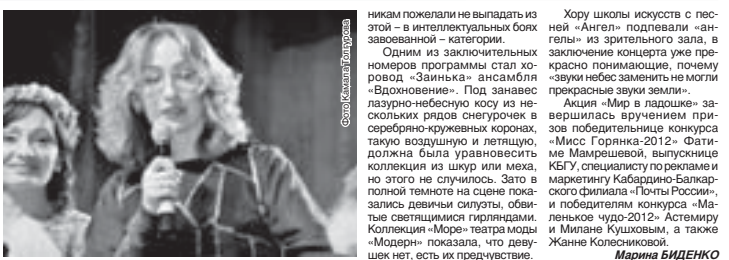 Фото Камала Толгурова
никам пожелали не выпадать из
этой – в интеллектуальных боях
завоеванной – категории.
Одним из заключительных
номеров программы стал хо-
ровод «Заинька» ансамбля
«Вдохновение». Под занавес
лазурно-небесную косу из не-
скольких рядов снегурочек в
серебряно-кружевных коронах,
такую воздушную и летящую,
должна была уравновесить
коллекция из шкур или меха,
но этого не случилось. Зато в
полной темноте на сцене пока-
зались девичьи силуэты, обви-
тые светящимися гирляндами.
Коллекция «Море» театра моды
«Модерн» показала, что деву-
шек нет, есть их предчувствие.
Хору школы искусств с пес-
ней «Ангел» подпевали «ан-
гелы» из зрительного зала, в
заключение концерта уже пре-
красно понимающие, почему
«звуки небес заменить не могли
прекрасные звуки земли».
Акция «Мир в ладошке» за-
вершилась вручением при-
зов победительнице конкурса
«Мисс Горянка-2012» Фати-
ме Мамрешевой, выпускнице
КБГУ, специалисту по рекламе и
маркетингу Кабардино-Балкар-
ского филиала «Почты России»,
и победителям конкурса «Ма-
ленькое чудо-2012» Астемиру
и Милане Кушховым, а также
Жанне Колесниковой.
Марина БИДЕНКО